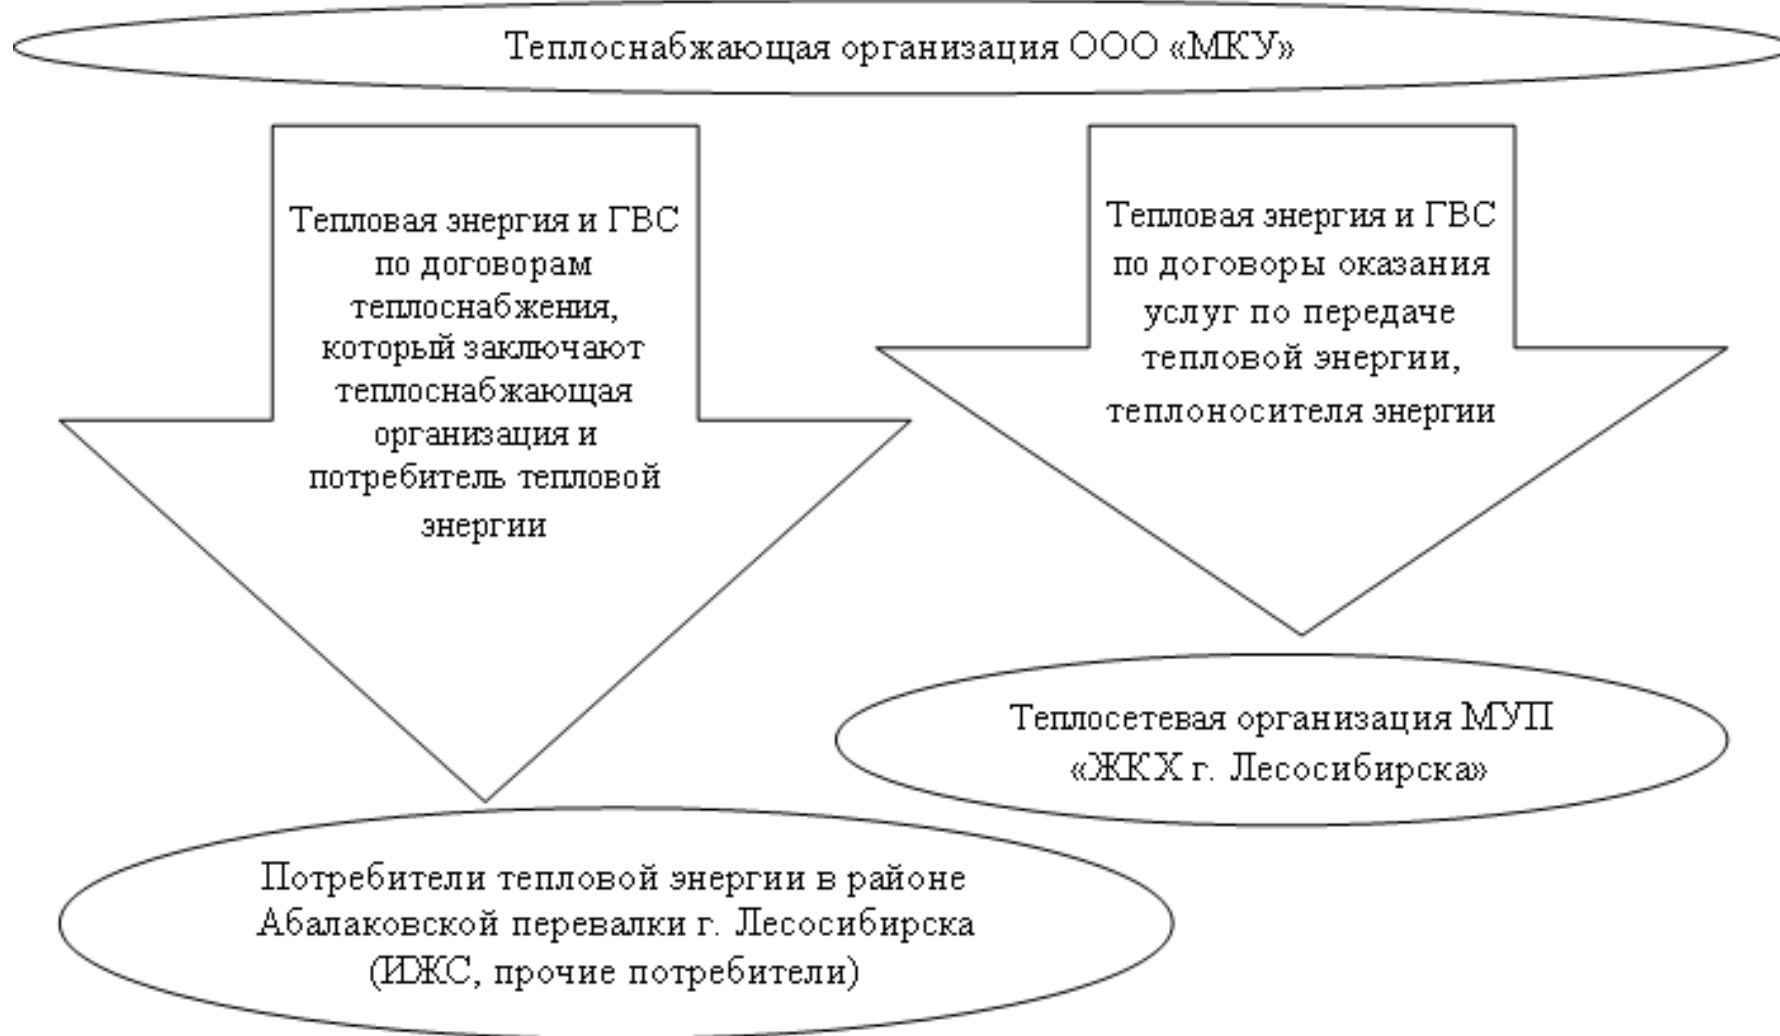 Теплоснабжающая организация ООО «МКУ»
Тепловая энергия и ГВС
по договорам
теплоснабжения,
который заключают
теплоснабжающая
организация и
потребитель тепловой
энергии
Тепловая энергия и ГВС
по договоры оказания
услуг по передаче
тепловой энергии,
теплоносителя энергии
Теплосетевая организация МУП
«ЖКХ г. Лесосибирска»
Потребители тепловой энергии в районе
Абалаковской перевалки г. Лесосибирска
(ИЖС, прочие потребители)